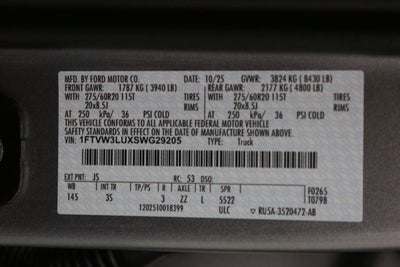 MFD. BY FORD MOTOR CO. 10/25 GVWR: 3824 KG (8430 LB)
FRONT GAWR: 1787 KG (3940 LB) REAR GAWR: 2177 KG (4800 LB)
WITH 275/60R20 115T TIRES WITH 275/60R20 115T TIRES
20x8.5J RIMS 20x8.5J RIMS
AT 250 kPa/ 36 PSI COLD AT 250 kPa/ 36 PSI COLD
THIS VEHICLE CONFORMS TO ALL APPLICABLE FEDERAL MOTOR VEHICLE
SAFETY STANDARDS IN EFFECT ON THE DATE OF MANUFACTURE SHOWN ABOVE.
VIN: 1FTVW3LUXSWG29205 TYPE: Truck
EXT PNT: JS RC: 53 DSO:
WB INT TR TP/PS R AXLE TR SPR F0265
145 3S 3 ZZ L 5522 T0798
1202510018399 ULC RU5A-3520472-AB